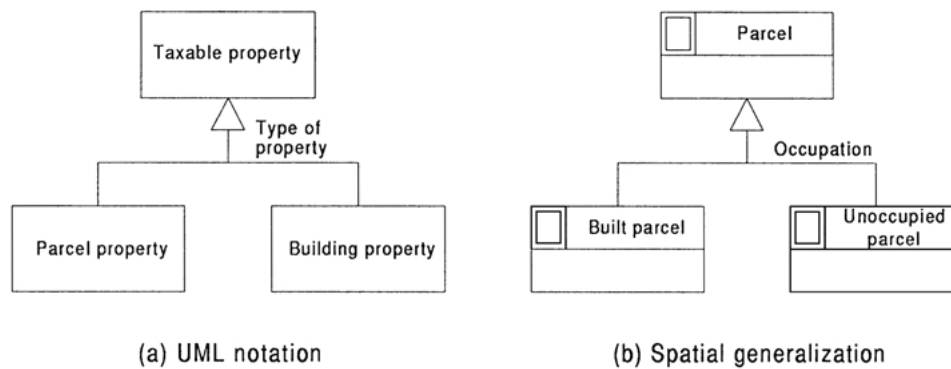 Taxable property
Type of
property
Parcel property
Building property
(a) UML notation
Parcel
Occupation
Built parcel
Unoccupied
parcel
(b) Spatial generalization